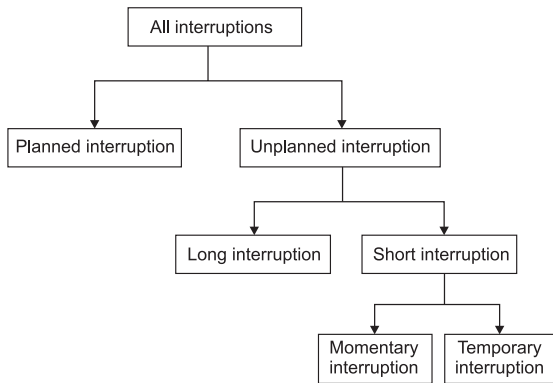 All interruptions
Planned interruption
Unplanned interruption
Long interruption
Short interruption
Momentary
interruption
Temporary
interruption